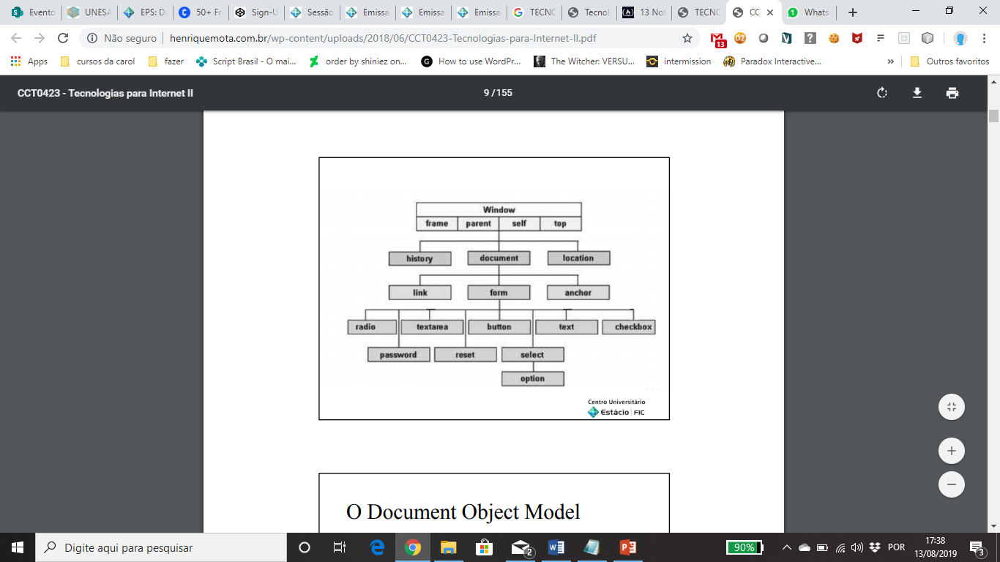 Evento
UNESA
EPS: D
50+ Fr
Sign-U
Sessão
Emissa
Emissa
Emissa
TECNO
Tecnol
13 Not
TECNO
CC
Whats
Não seguro
henriquemota.com.br/wp-content/uploads/2018/06/CCT0423-Tecnologias-para-Internet-II.pdf
13
Apps
cursos da carol
fazer
Script Brasil - O mai...
order by shiniez on...
How to use WordPr...
The Witcher: VERSU...
intermission
Paradox Interactive...
»
Outros favoritos
CCT0423 - Tecnologias para Internet II
9 / 155
Window
frame parent self top
history document location
link form anchor
radio textarea button text checkbox
password reset select
option
Centro Universitário
Estácio | FIC
O Document Object Model
Digite aqui para pesquisar
2
90%
POR
17:38
13/08/2019
3